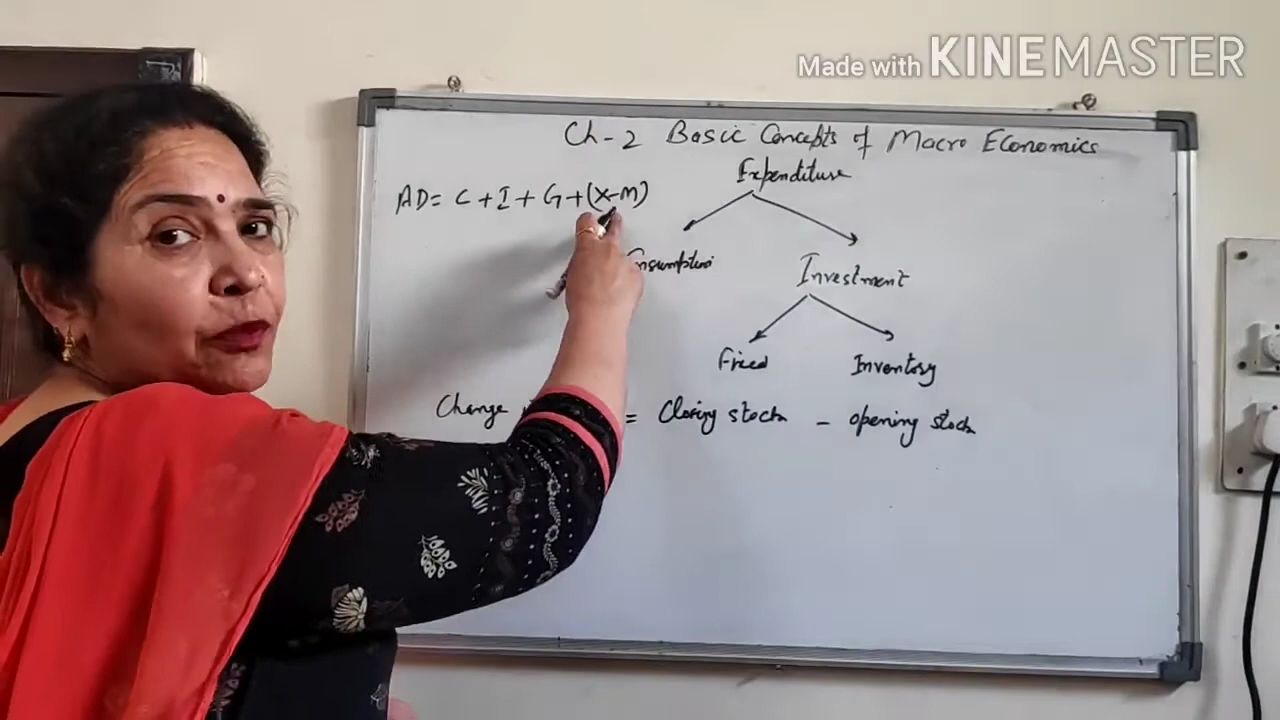 Made with KINEMASTER
Ch-2 Basic Concepts of Macro Economics
Expenditure
AD = C + I + G + (X-M)
Consumption
Investment
Fixed
Inventory
Change = Closing stock - opening stock